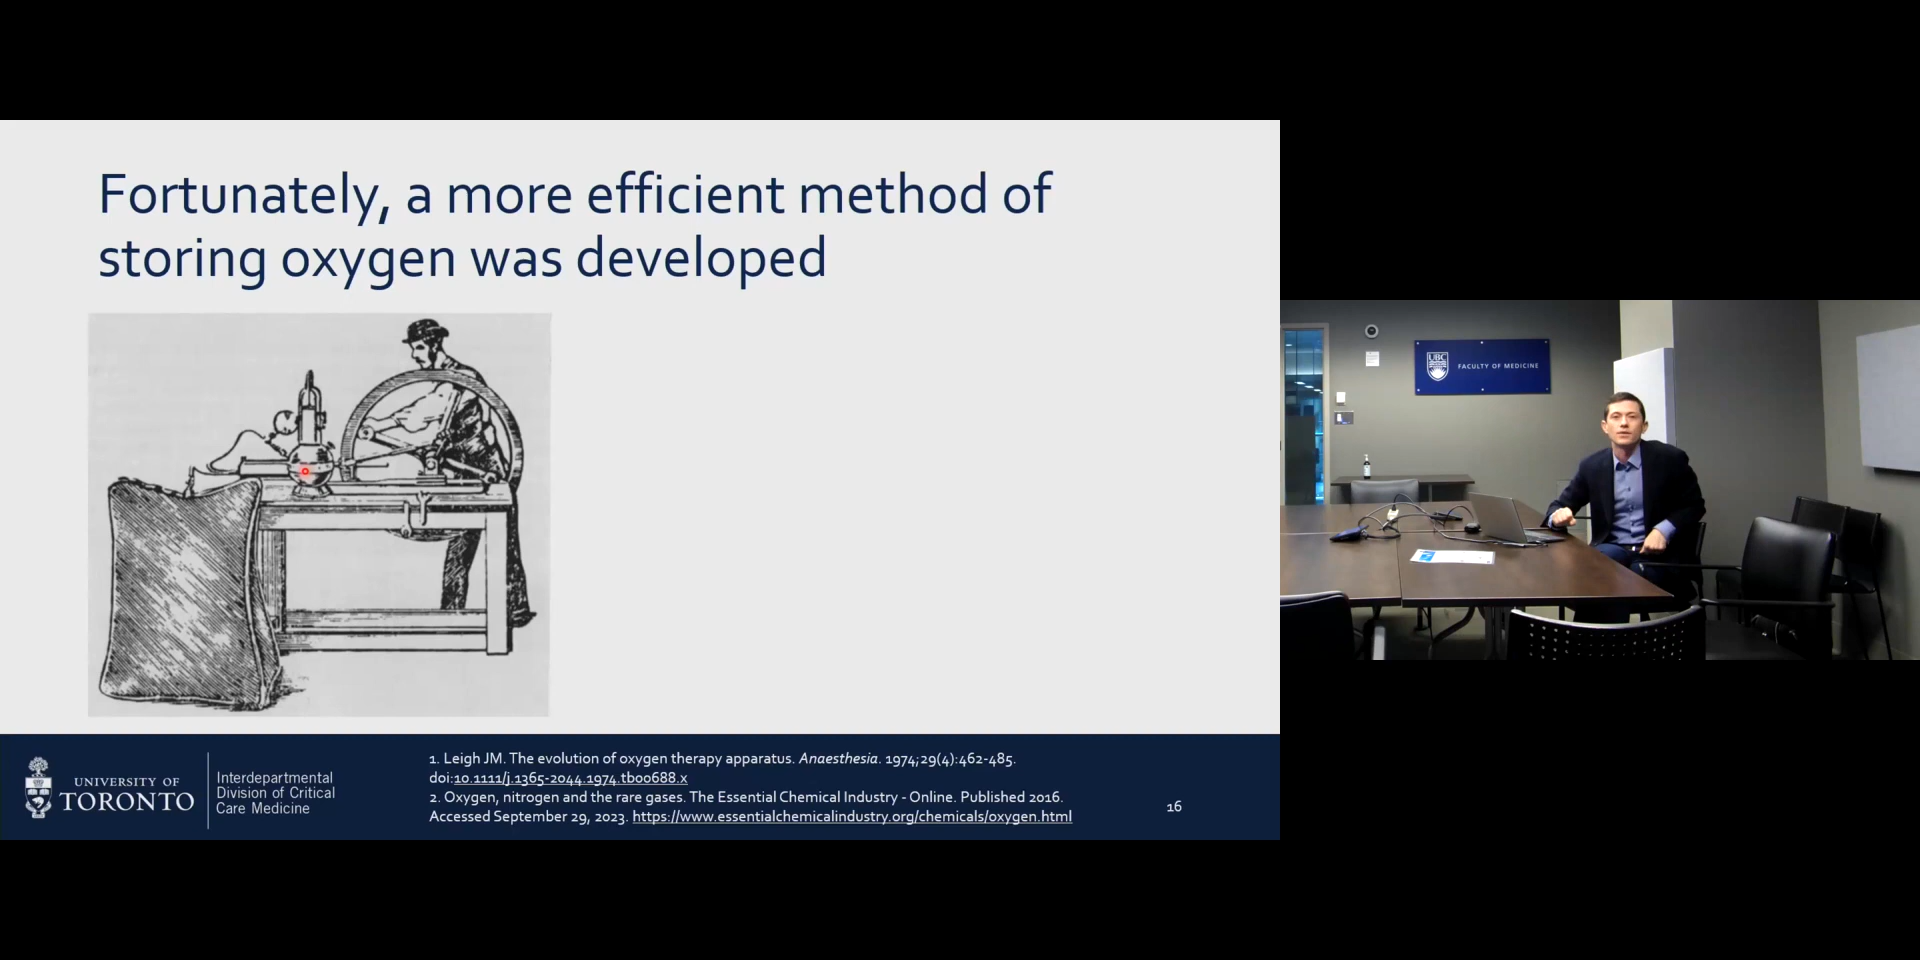 Fortunately, a more efficient method of
storing oxygen was developed
UNIVERSITY OF
TORONTO
Interdepartmental
Division of Critical
Care Medicine
1. Leigh JM. The evolution of oxygen therapy apparatus. Anaesthesia. 1974;29(4):462-485.
doi:10.1111/j.1365-2044.1974.tb00688.x
2. Oxygen, nitrogen and the rare gases. The Essential Chemical Industry - Online. Published 2016.
Accessed September 29, 2023. https://www.essentialchemicalindustry.org/chemicals/oxygen.html
16
UBC
FACULTY OF MEDICINE